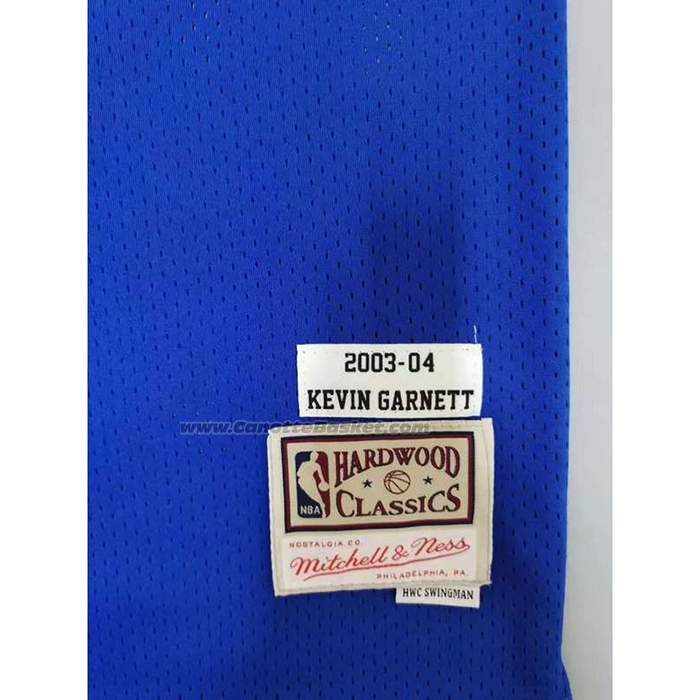 2003-04
KEVIN GARNETT
www.CanotteBasket.com
HARDWOOD
NBA CLASSICS
NOSTALGIA CO.
Mitchell & Ness
PHILADELPHIA, PA.
HWC SWINGMAN